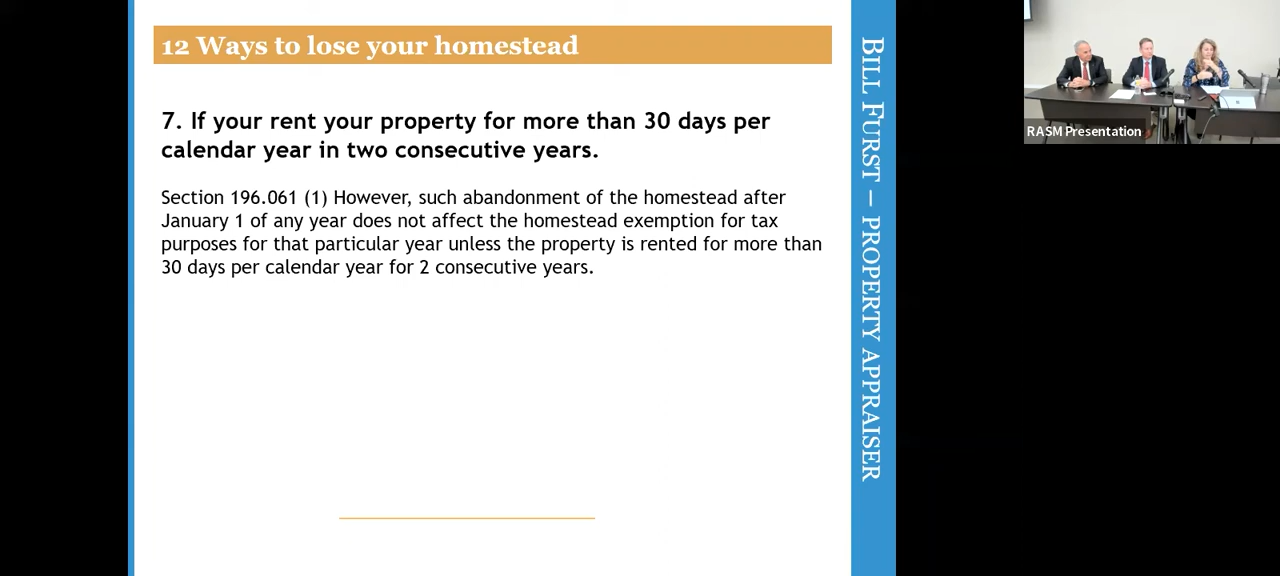 12 Ways to lose your homestead
7. If your rent your property for more than 30 days per
calendar year in two consecutive years.
Section 196.061 (1) However, such abandonment of the homestead after
January 1 of any year does not affect the homestead exemption for tax
purposes for that particular year unless the property is rented for more than
30 days per calendar year for 2 consecutive years.
BILL FURST – PROPERTY APPRAISER
RASM Presentation